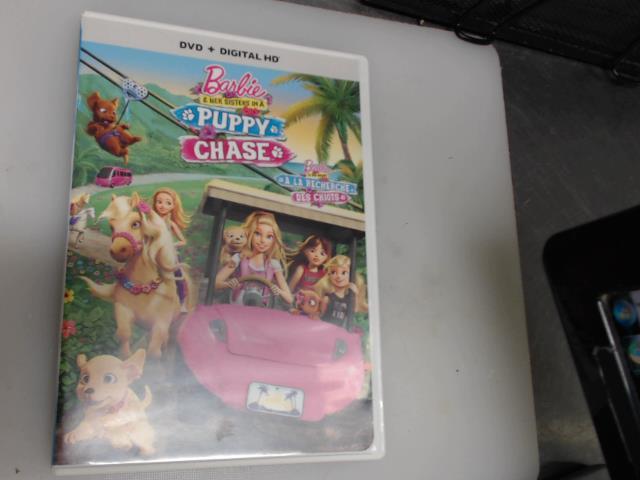 DVD + DIGITAL HD
Barbie
& HER SISTERS IN A
PUPPY
CHASE
Barbie
À LA RECHERCHE
DES CHIOTS